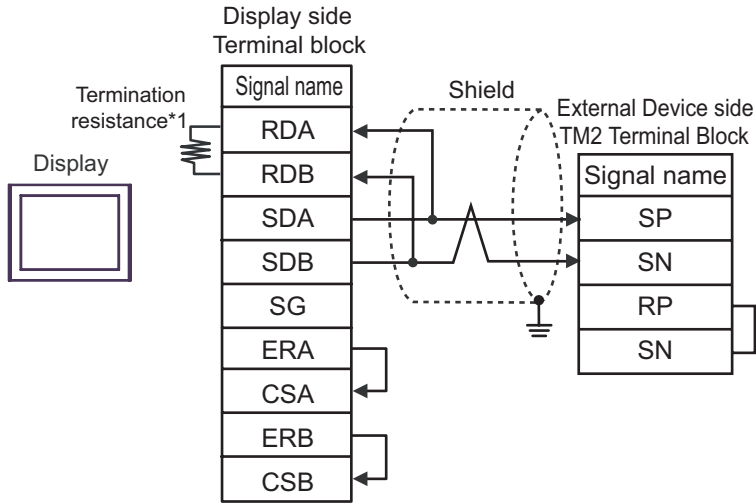 Display side
Terminal block
Signal name
Termination
resistance*1
RDA
RDB
SDA
SDB
SG
ERA
CSA
ERB
CSB
Display
Shield
External Device side
TM2 Terminal Block
Signal name
SP
SN
RP
SN